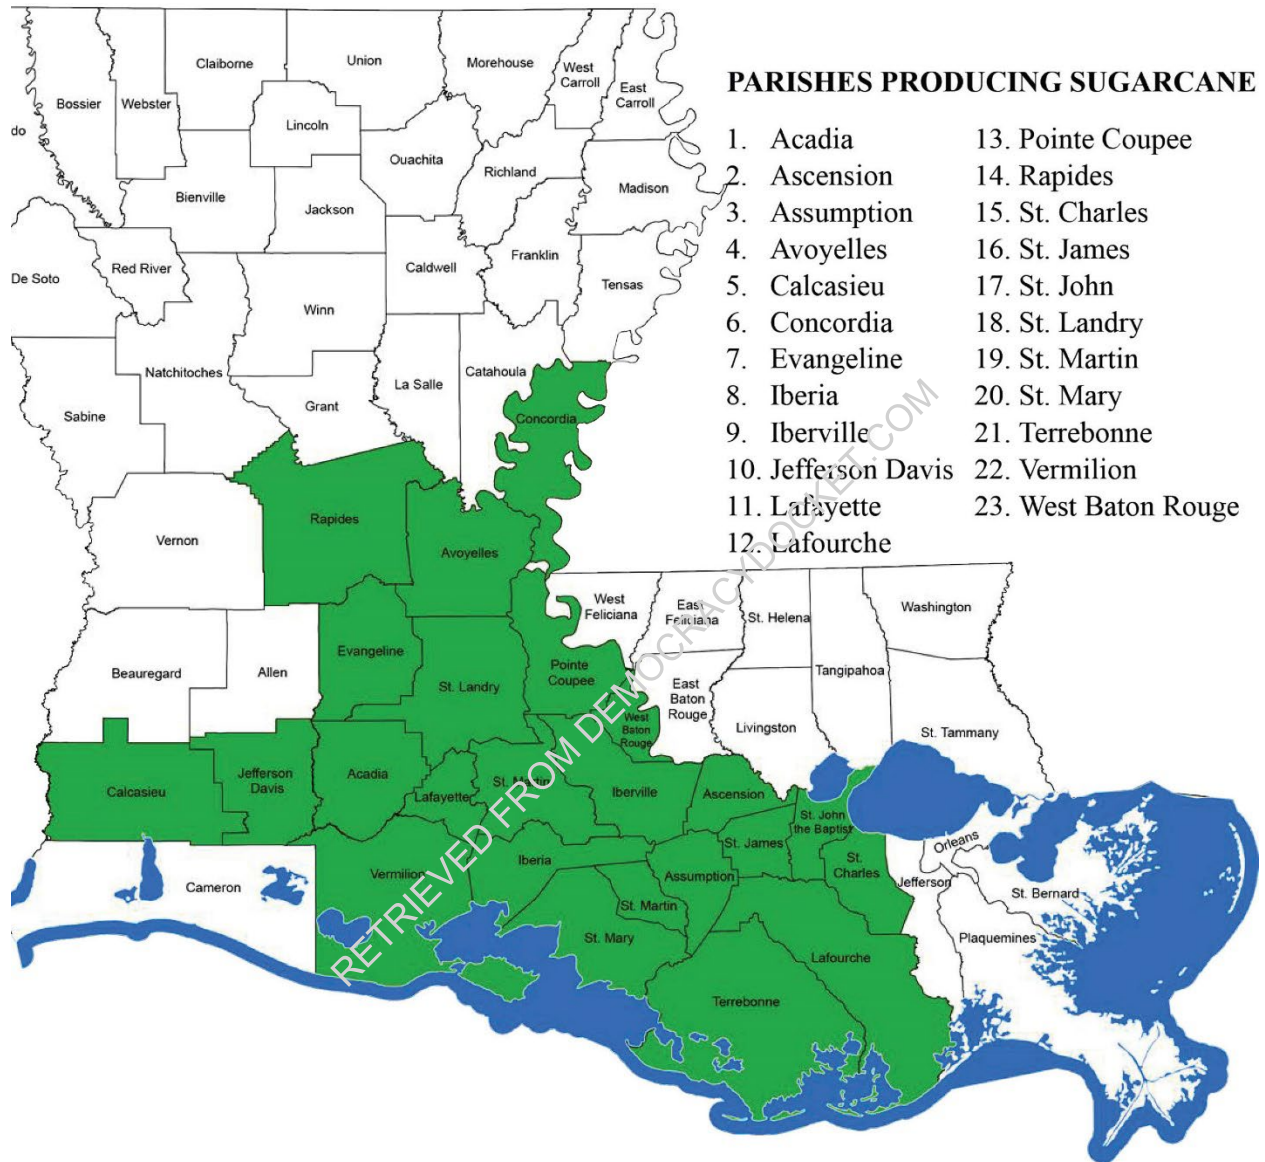 PARISHES PRODUCING SUGARCANE
1. Acadia
2. Ascension
3. Assumption
4. Avoyelles
5. Calcasieu
6. Concordia
7. Evangeline
8. Iberia
9. Iberville
10. Jefferson Davis
11. Lafayette
12. Lafourche
13. Pointe Coupee
14. Rapides
15. St. Charles
16. St. James
17. St. John
18. St. Landry
19. St. Martin
20. St. Mary
21. Terrebonne
22. Vermilion
23. West Baton Rouge
do
Bossier
Webster
Claiborne
Union
Morehouse
West
Carroll
East
Carroll
Lincoln
Ouachita
Richland
Madison
Bienville
Jackson
De Soto
Red River
Caldwell
Franklin
Tensas
Winn
Natchitoches
Sabine
Grant
La Salle
Catahoula
Concordia
Vernon
Rapides
Avoyelles
West
Feliciana
East
Feliciana
St. Helena
Washington
Beauregard
Allen
Evangeline
St. Landry
Pointe
Coupee
East
Baton
Rouge
West
Baton
Rouge
Livingston
Tangipahoa
St. Tammany
Calcasieu
Jefferson
Davis
Acadia
Lafayette
St. Martin
Iberville
Ascension
St. John
the Baptist
St. James
St.
Charles
Orleans
Jefferson
St. Bernard
Plaquemines
Cameron
Vermilion
Iberia
Assumption
St. Martin
St. Mary
Lafourche
Terrebonne
RETRIEVED FROM DEMOCRACYDOCKET.COM